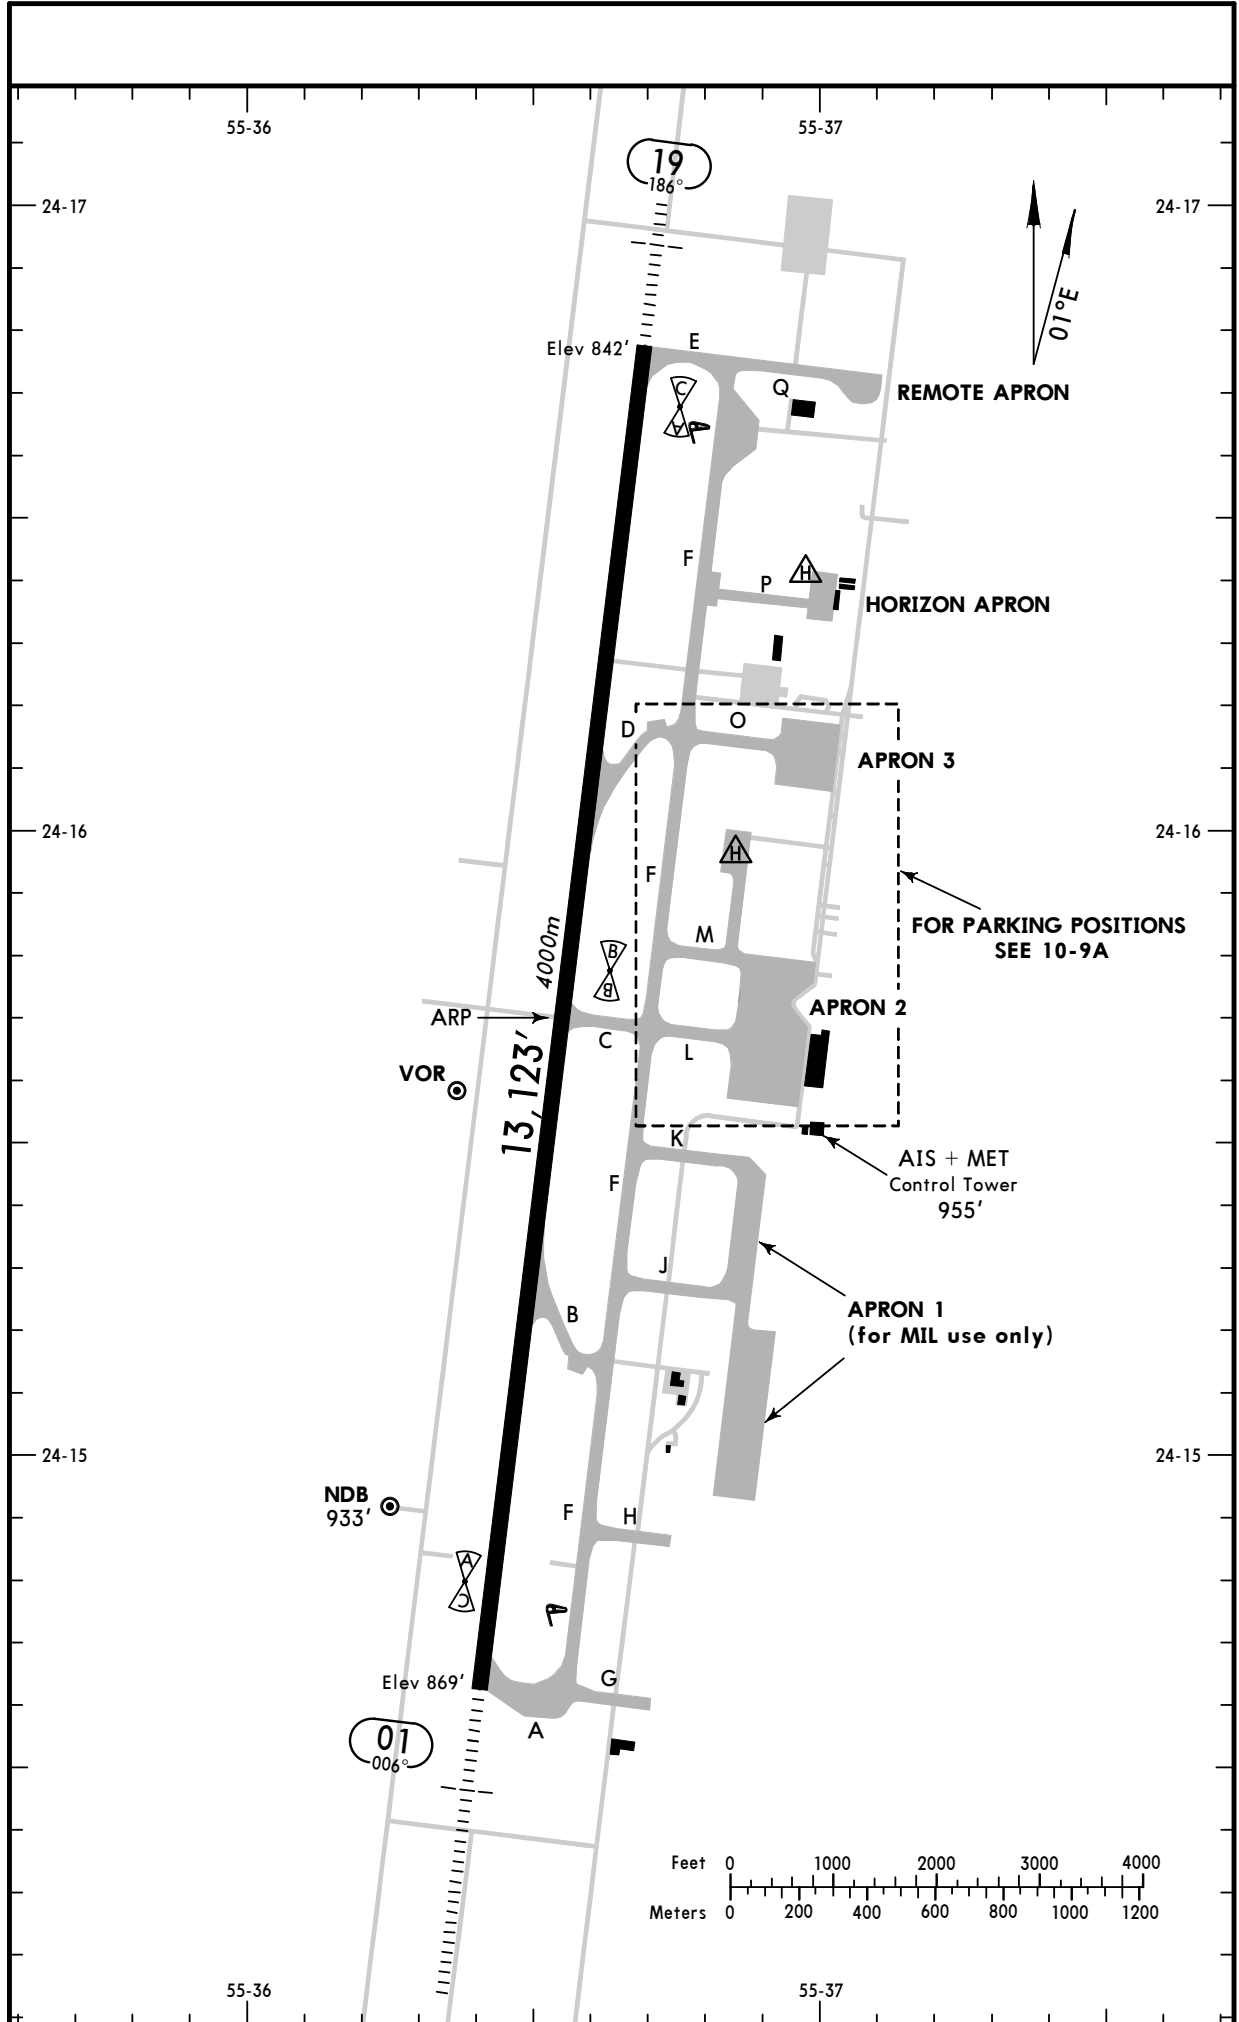 55-36
55-37
19
186°
24-17
24-17
01°E
Elev 842'
E
REMOTE APRON
Q
C
A
F
H
P
HORIZON APRON
D
O
APRON 3
24-16
24-16
H
F
4000m
M
FOR PARKING POSITIONS
SEE 10-9A
B
B
ARP
APRON 2
C
L
13,123'
VOR
K
AIS + MET
Control Tower
955'
F
J
B
APRON 1
(for MIL use only)
24-15
24-15
NDB
933'
F
H
A
C
Elev 869'
G
A
01
006°
Feet 0 1000 2000 3000 4000
Meters 0 200 400 600 800 1000 1200
55-36
55-37